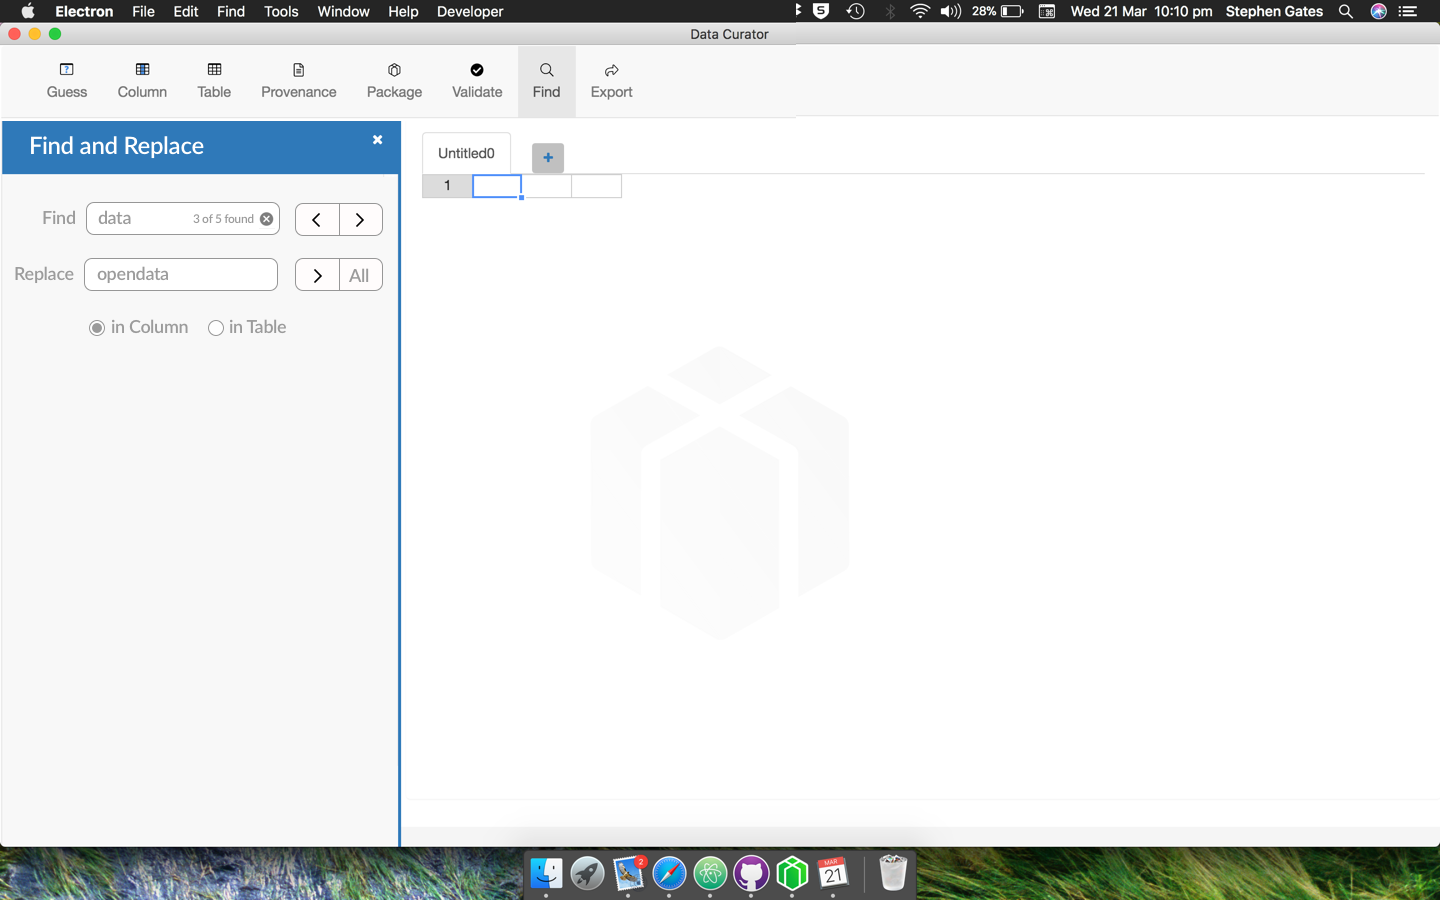 Electron File Edit Find Tools Window Help Developer 28% Wed 21 Mar 10:10 pm Stephen Gates
Data Curator
Guess Column Table Provenance Package Validate Find Export
Find and Replace
Untitled0
1
Find data 3 of 5 found
Replace opendata All
in Column in Table
2
MAR
21